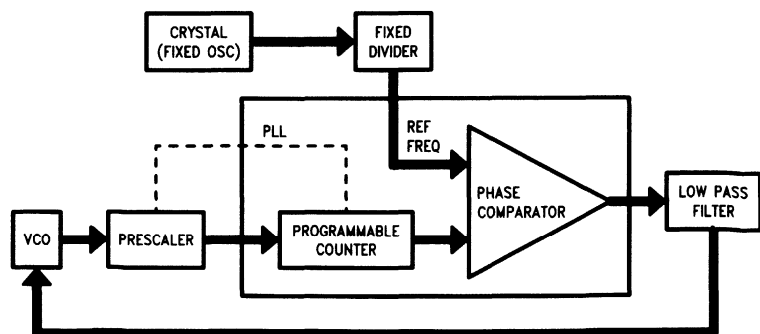 CRYSTAL
(FIXED OSC)
FIXED
DIVIDER
PLL
REF
FREQ
PHASE
COMPARATOR
LOW PASS
FILTER
VCO
PRESCALER
PROGRAMMABLE
COUNTER